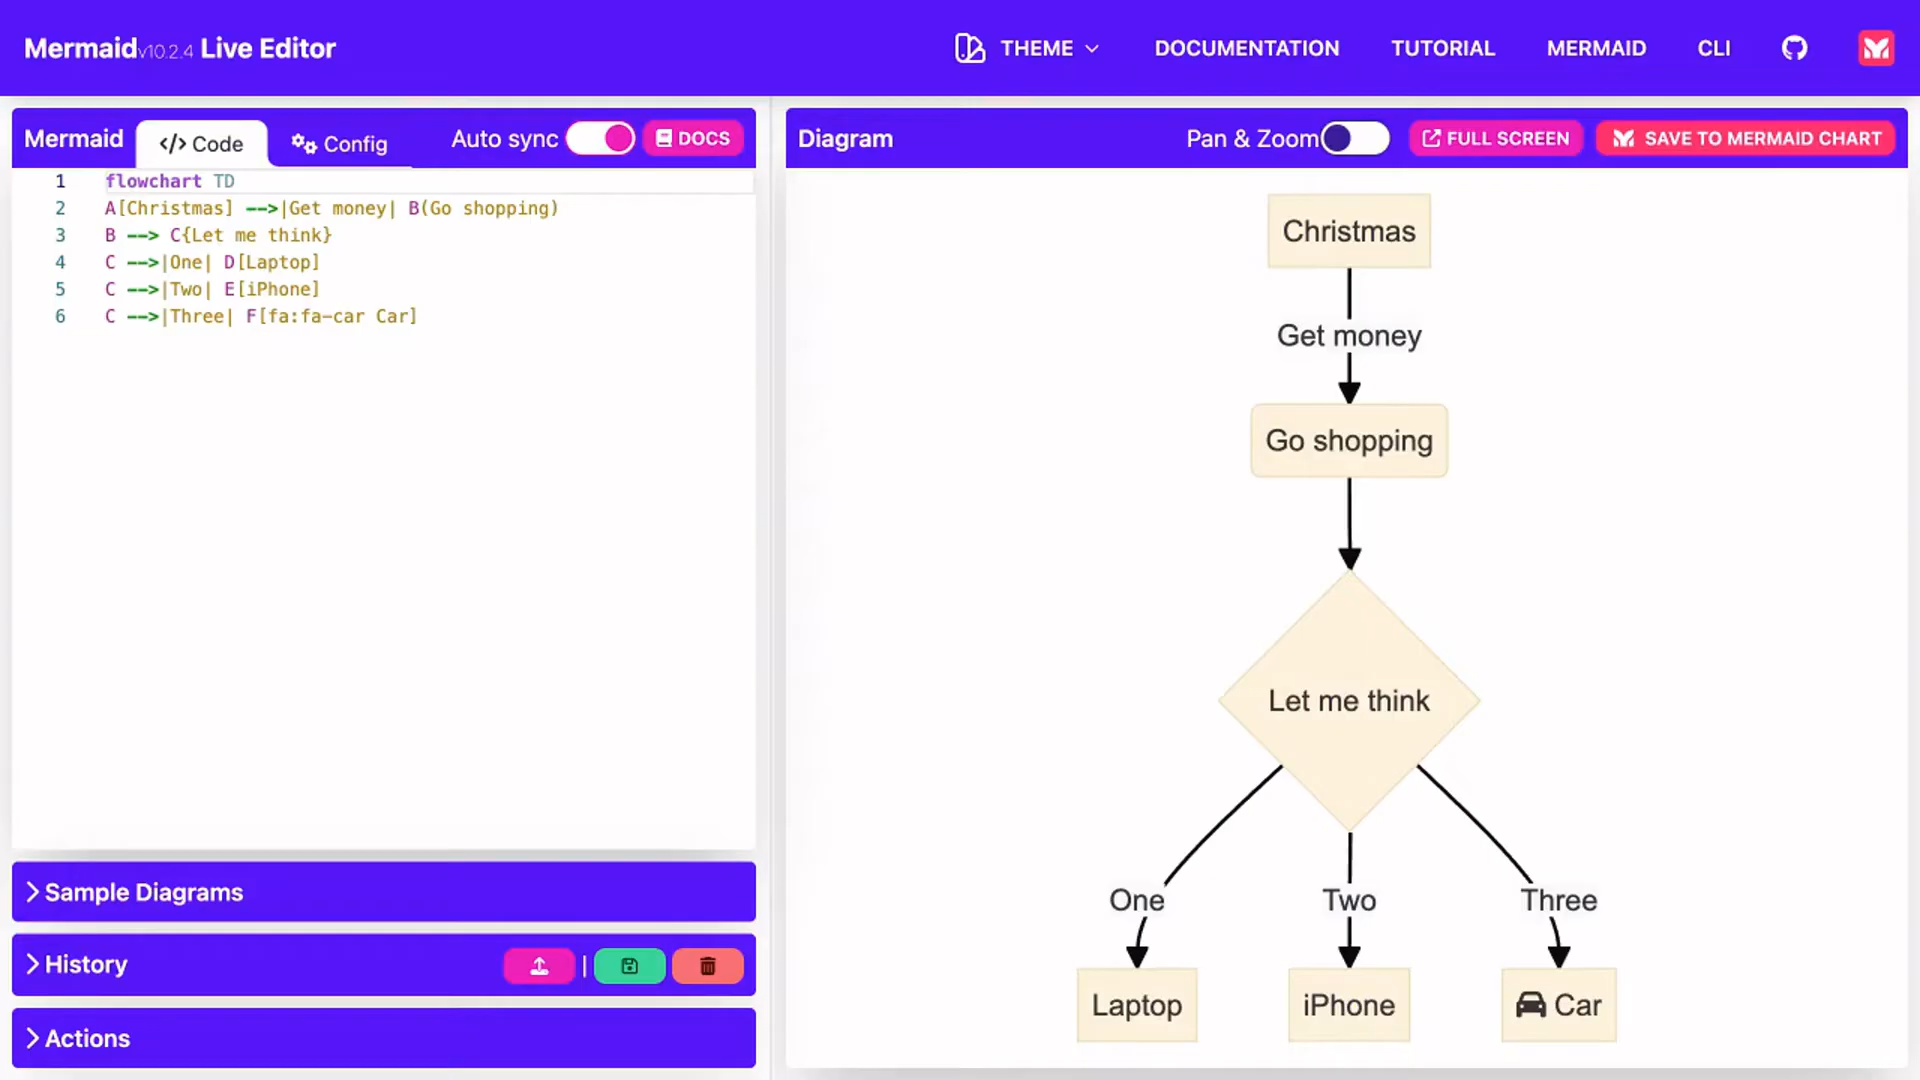 Mermaid v10.2.4 Live Editor
THEME DOCUMENTATION TUTORIAL MERMAID CLI
Mermaid </> Code Config Auto sync DOCS
1 flowchart TD
2 A[Christmas] -->|Get money| B(Go shopping)
3 B --> C{Let me think}
4 C -->|One| D[Laptop]
5 C -->|Two| E[iPhone]
6 C -->|Three| F[fa:fa-car Car]
Sample Diagrams
History
Actions
Diagram Pan & Zoom FULL SCREEN SAVE TO MERMAID CHART
Christmas
Get money
Go shopping
Let me think
One Two Three
Laptop iPhone Car